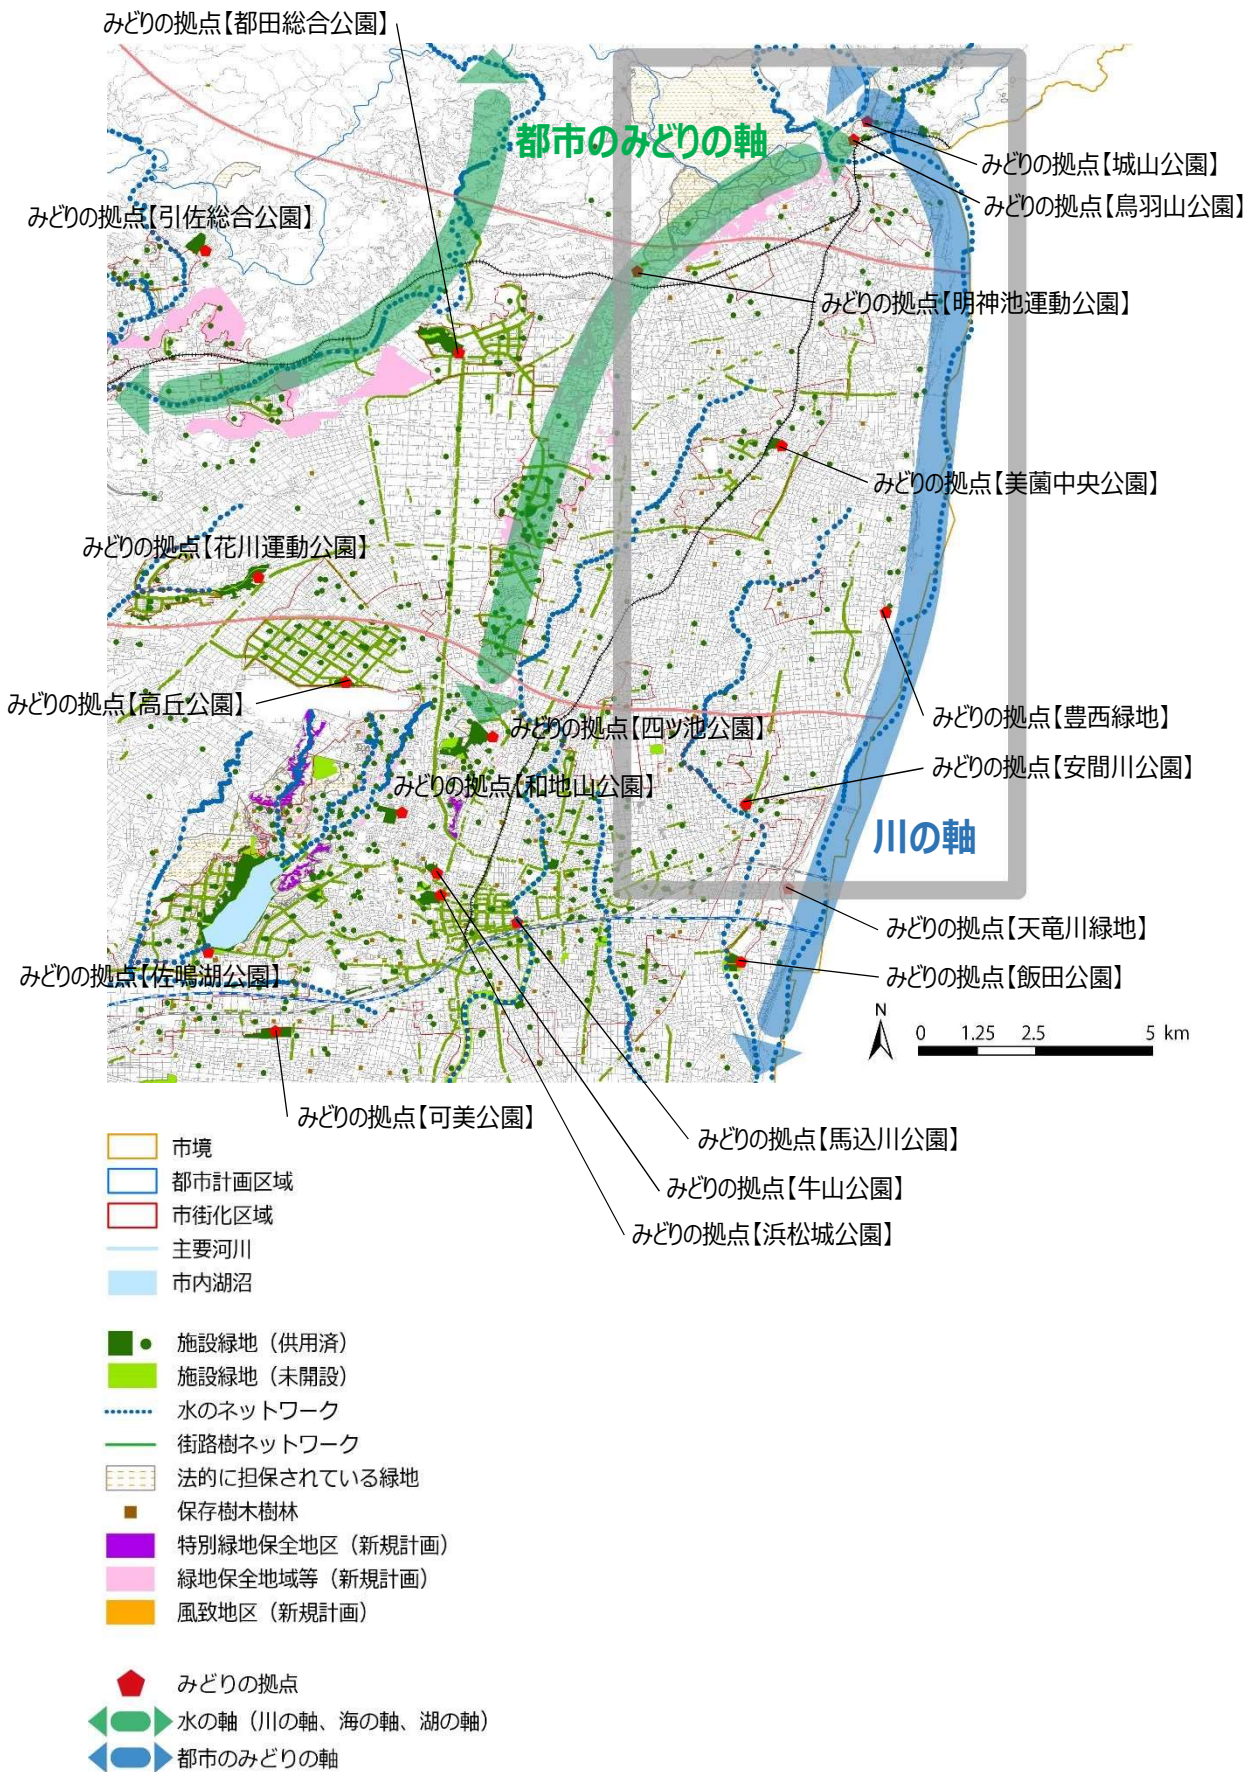 みどりの拠点【都田総合公園】
都市のみどりの軸
みどりの拠点【城山公園】
みどりの拠点【鳥羽山公園】
みどりの拠点【引佐総合公園】
みどりの拠点【明神池運動公園】
みどりの拠点【美薗中央公園】
みどりの拠点【花川運動公園】
みどりの拠点【高丘公園】
みどりの拠点【四ツ池公園】
みどりの拠点【豊西緑地】
みどりの拠点【安間川公園】
みどりの拠点【和地山公園】
川の軸
みどりの拠点【天竜川緑地】
みどりの拠点【佐鳴湖公園】
みどりの拠点【飯田公園】
N
0 1.25 2.5 5 km
みどりの拠点【可美公園】
みどりの拠点【馬込川公園】
みどりの拠点【牛山公園】
みどりの拠点【浜松城公園】
市境
都市計画区域
市街化区域
主要河川
市内湖沼
施設緑地（供用済）
施設緑地（未開設）
水のネットワーク
街路樹ネットワーク
法的に担保されている緑地
保存樹木樹林
特別緑地保全地区（新規計画）
緑地保全地域等（新規計画）
風致地区（新規計画）
みどりの拠点
水の軸（川の軸、海の軸、湖の軸）
都市のみどりの軸